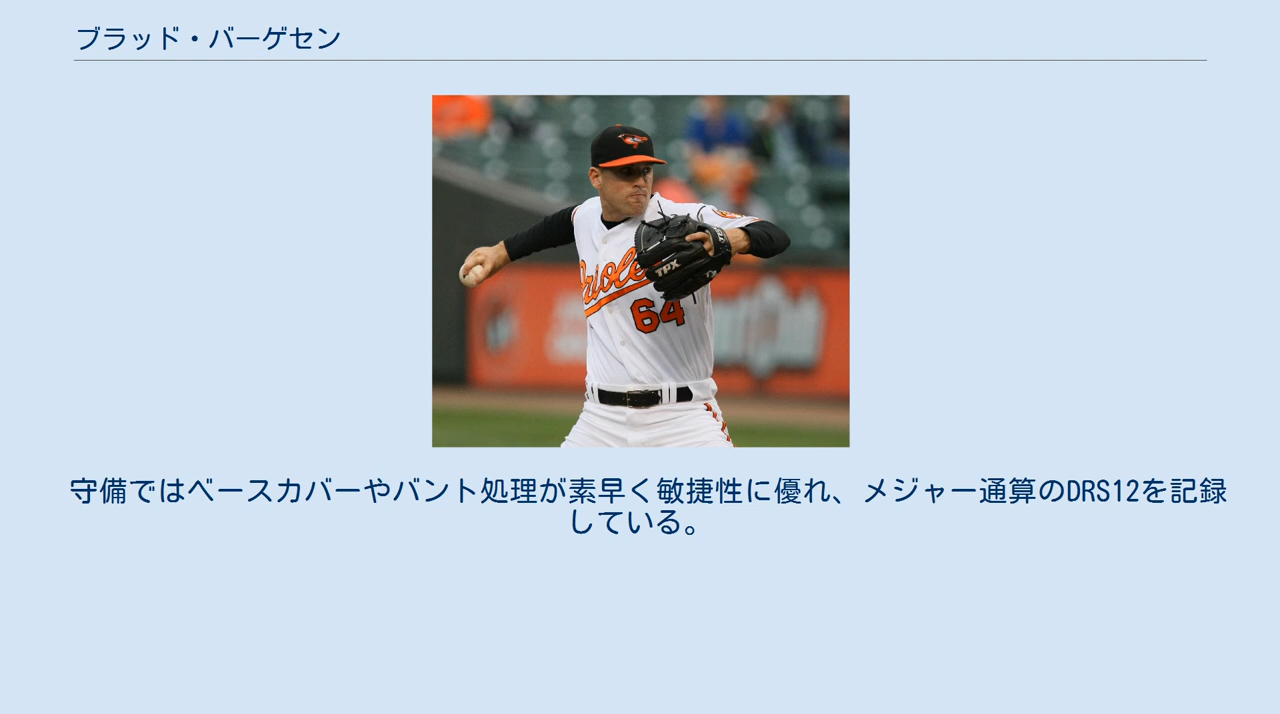 ブラッド・バーゲセン
Orioles
64
TPX
守備ではベースカバーやバント処理が素早く敏捷性に優れ、メジャー通算のDRS12を記録
している。